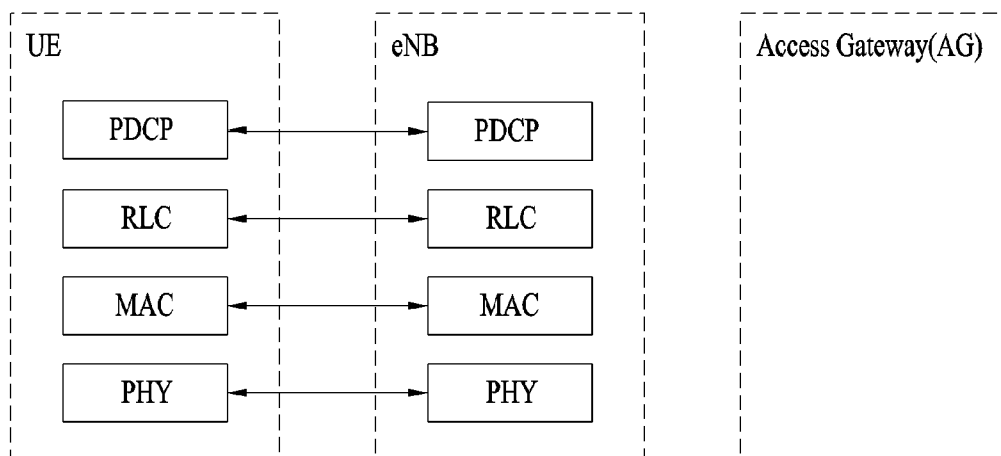 UE
eNB
Access Gateway(AG)
PDCP
PDCP
RLC
RLC
MAC
MAC
PHY
PHY